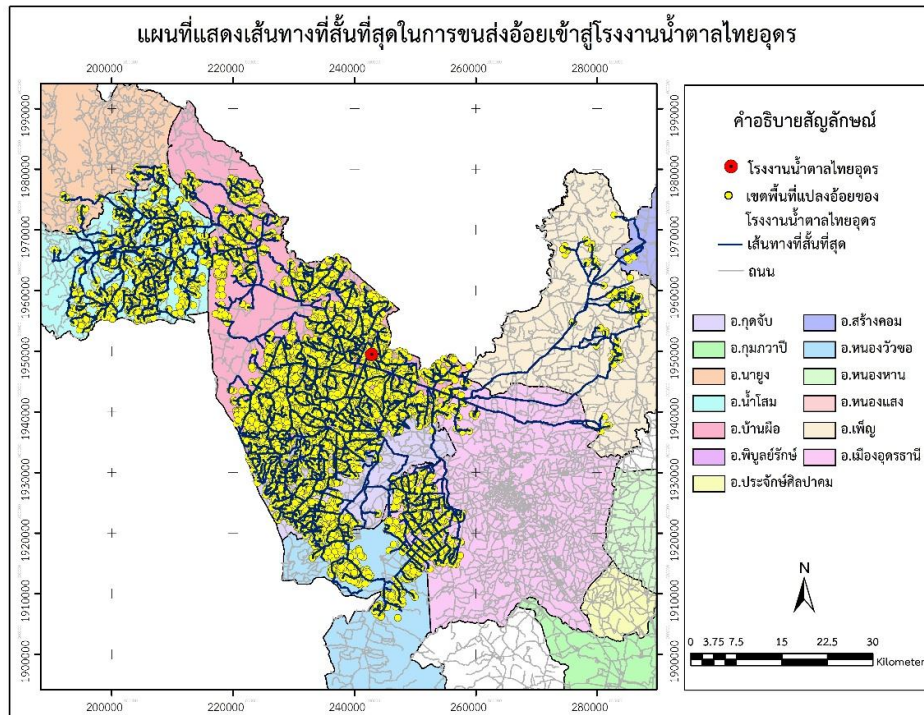 แผนที่แสดงเส้นทางที่สั้นที่สุดในการขนส่งอ้อยเข้าสู่โรงงานน้ำตาลไทยอุดร
200000 220000 240000 260000 280000
1990000
1980000
1970000
1960000
1950000
1940000
1930000
1920000
1910000
1900000
1990000
1980000
1970000
1960000
1950000
1940000
1930000
1920000
1910000
1900000
200000 220000 240000 260000 280000
คำอธิบายสัญลักษณ์
โรงงานน้ำตาลไทยอุดร
เขตพื้นที่แปลงอ้อยของ
โรงงานน้ำตาลไทยอุดร
เส้นทางที่สั้นที่สุด
ถนน
อ.กุดจับ อ.สร้างคอม
อ.กุมภวาปี อ.หนองวัวซอ
อ.นายูง อ.หนองหาน
อ.น้ำโสม อ.หนองแสง
อ.บ้านผือ อ.เพ็ญ
อ.พิบูลย์รักษ์ อ.เมืองอุดรธานี
อ.ประจักษ์ศิลปาคม
N
0 3.75 7.5 15 22.5 30
Kilometer